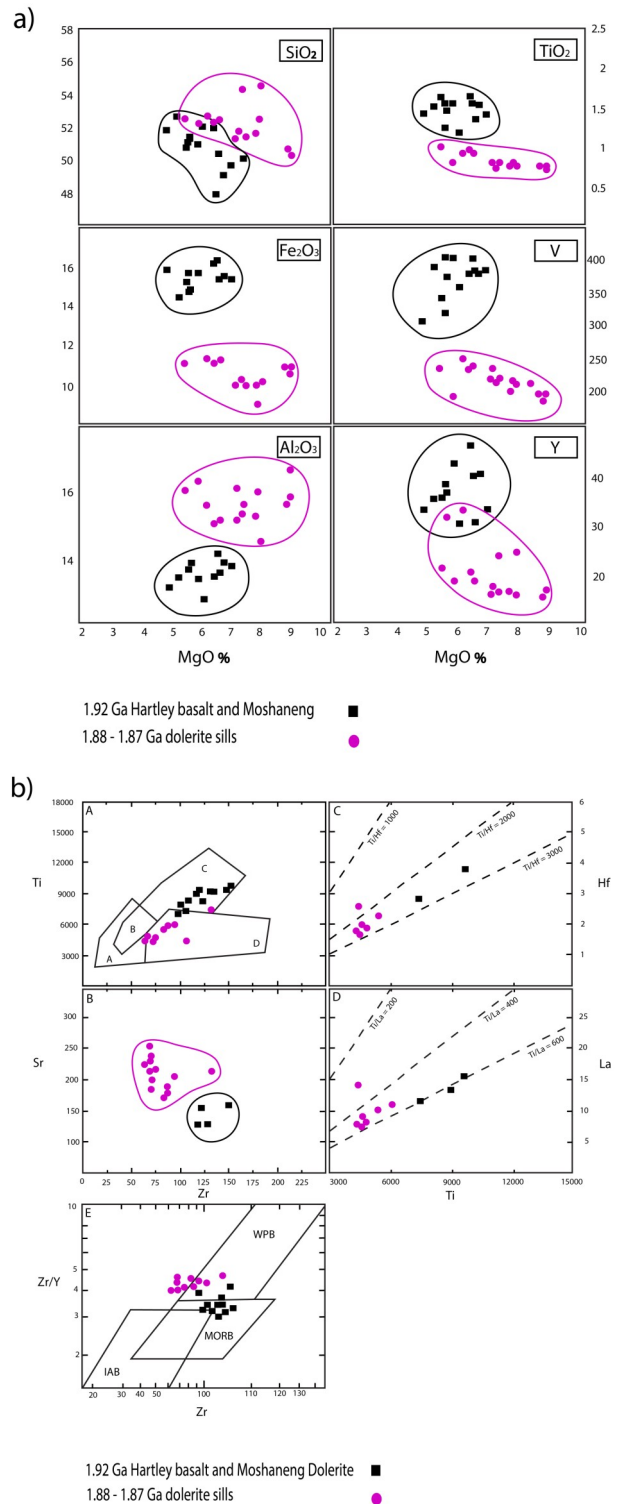 a)
58 56 54 52 50 48
SiO₂
TiO₂
2.5 2 1.5 1 0.5
16 14 12 10
Fe₂O₃
V
400 350 300 250 200
16 14
Al₂O₃
Y
40 30 20
2 3 4 5 6 7 8 9 10
2 3 4 5 6 7 8 9 10
MgO %
MgO %
1.92 Ga Hartley basalt and Moshaneng
1.88 - 1.87 Ga dolerite sills
b)
18000 15000 12000 9000 6000 3000
Ti
A
A B C D
C
Ti/Hf = 1000
Ti/Hf = 2000
Ti/Hf = 3000
6 5 4 3 2 1
Hf
300 250 200 150 100
Sr
B
D
Ti/La = 200
Ti/La = 400
Ti/La = 600
25 20 15 10 5
La
0 25 50 75 100 125 150 175 200 225
Zr
3000 6000 9000 12000 15000
Ti
E
10 5 4 3 2
Zr/Y
WPB
MORB
IAB
20 30 40 50 100 110 120 130
Zr
1.92 Ga Hartley basalt and Moshaneng Dolerite
1.88 - 1.87 Ga dolerite sills